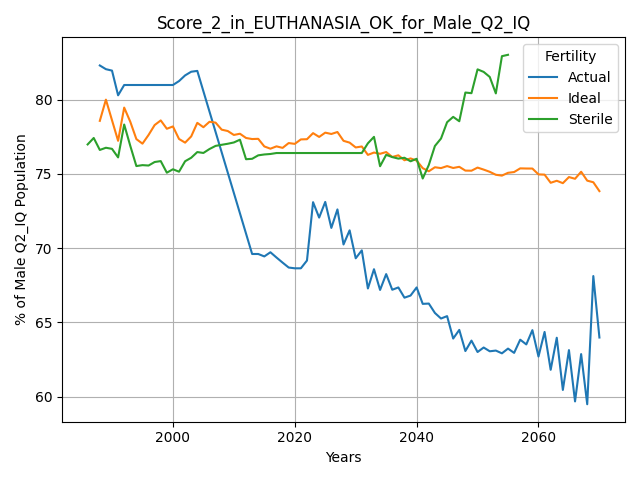 Score_2_in_EUTHANASIA_OK_for_Male_Q2_IQ
% of Male Q2_IQ Population
80
75
70
65
60
Fertility
Actual
Ideal
Sterile
2000 2020 2040 2060
Years